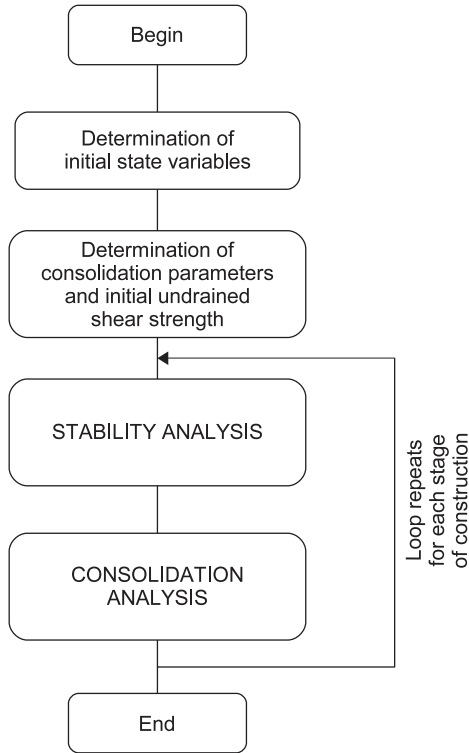 Begin
Determination of
initial state variables
Determination of
consolidation parameters
and initial undrained
shear strength
STABILITY ANALYSIS
CONSOLIDATION
ANALYSIS
Loop repeats
for each stage
of construction
End